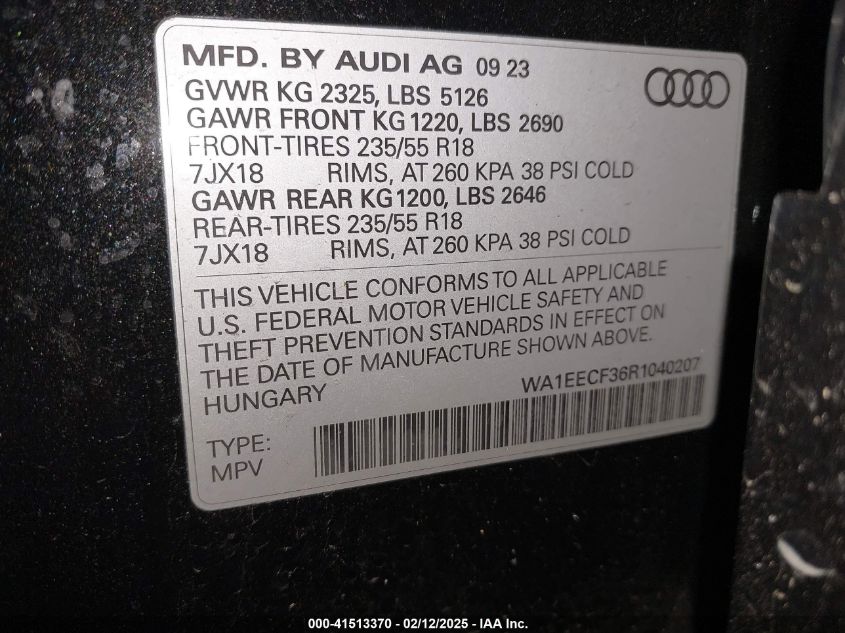 MFD. BY AUDI AG 09 23
GVWR KG 2325, LBS 5126
GAWR FRONT KG 1220, LBS 2690
FRONT-TIRES 235/55 R18
7JX18 RIMS, AT 260 KPA 38 PSI COLD
GAWR REAR KG 1200, LBS 2646
REAR-TIRES 235/55 R18
7JX18 RIMS, AT 260 KPA 38 PSI COLD
THIS VEHICLE CONFORMS TO ALL APPLICABLE
U.S. FEDERAL MOTOR VEHICLE SAFETY AND
THEFT PREVENTION STANDARDS IN EFFECT ON
THE DATE OF MANUFACTURE SHOWN ABOVE.
HUNGARY WA1EECF36R1040207
TYPE:
MPV
000-41513370 - 02/12/2025 - IAA Inc.